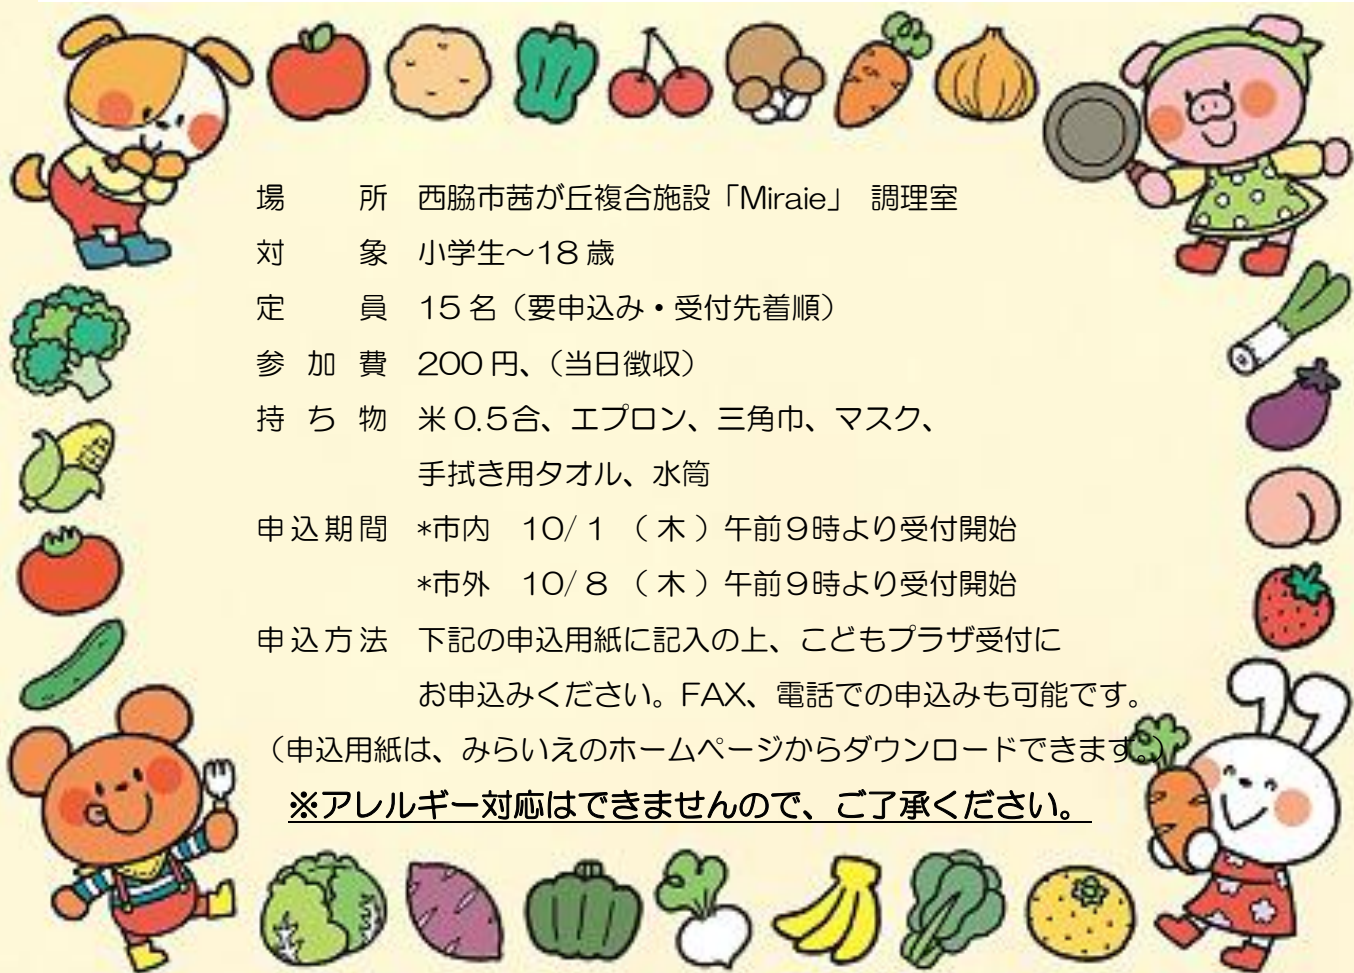 場　　所　西脇市茜が丘複合施設「Miraie」 調理室
対　　象　小学生～18歳
定　　員　15名（要申込み・受付先着順）
参 加 費　200円、（当日徴収）
持 ち 物　米0.5合、エプロン、三角巾、マスク、
手拭き用タオル、水筒
申込期間　*市内　10/ 1 （ 木 ）午前９時より受付開始
*市外　10/ 8 （ 木 ）午前９時より受付開始
申込方法　下記の申込用紙に記入の上、こどもプラザ受付に
お申込みください。FAX、電話での申込みも可能です。
（申込用紙は、みらいえのホームページからダウンロードできます。）
※アレルギー対応はできませんので、ご了承ください。